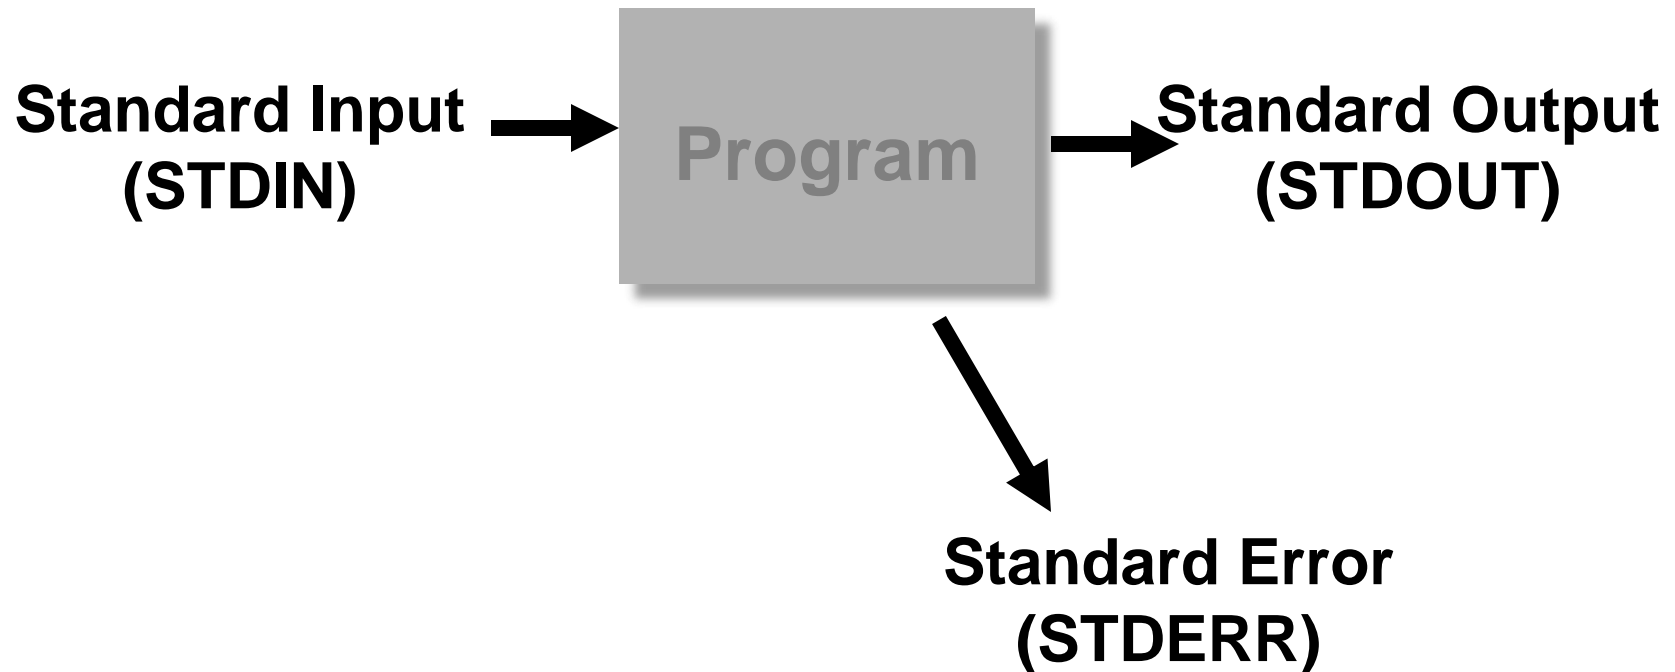 Standard Input
(STDIN)
Program
Standard Output
(STDOUT)
Standard Error
(STDERR)